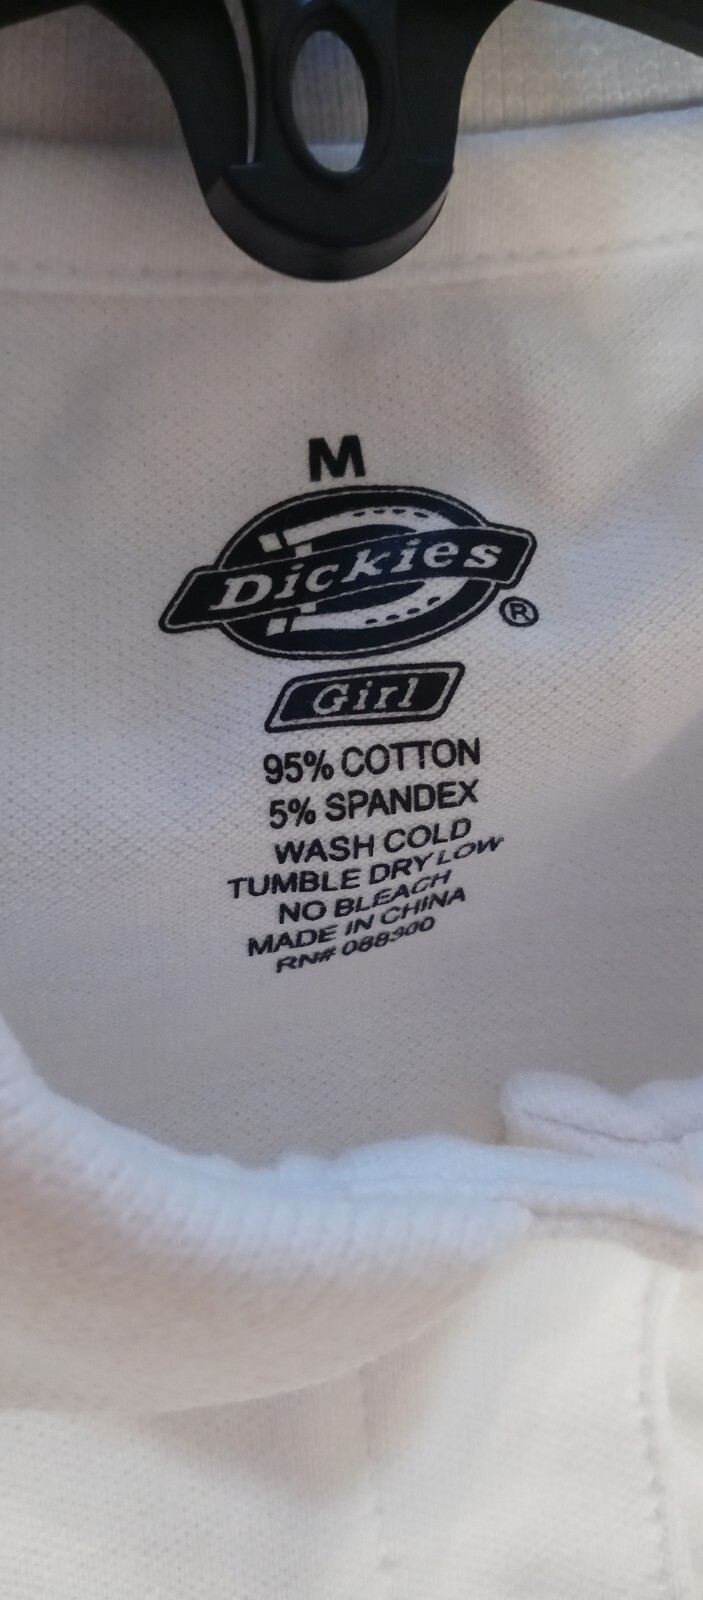 M
Dickies
®
Girl
95% COTTON
5% SPANDEX
WASH COLD
TUMBLE DRY LOW
NO BLEACH
MADE IN CHINA
RN# 088300